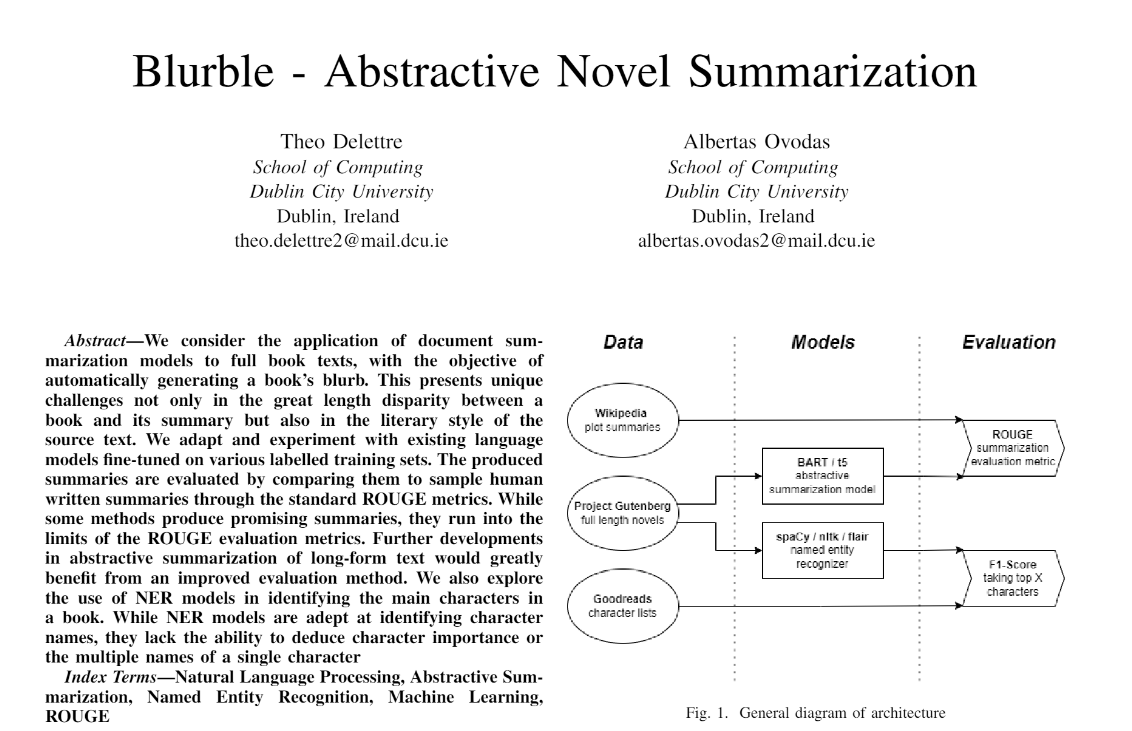 Blurble - Abstractive Novel Summarization
Theo Delettre
School of Computing
Dublin City University
Dublin, Ireland
theo.delettre2@mail.dcu.ie
Albertas Ovodas
School of Computing
Dublin City University
Dublin, Ireland
albertas.ovodas2@mail.dcu.ie
Abstract—We consider the application of document sum-
marization models to full book texts, with the objective of
automatically generating a book's blurb. This presents unique
challenges not only in the great length disparity between a
book and its summary but also in the literary style of the
source text. We adapt and experiment with existing language
models fine-tuned on various labelled training sets. The produced
summaries are evaluated by comparing them to sample human
written summaries through the standard ROUGE metrics. While
some methods produce promising summaries, they run into the
limits of the ROUGE evaluation metrics. Further developments
in abstractive summarization of long-form text would greatly
benefit from an improved evaluation method. We also explore
the use of NER models in identifying the main characters in
a book. While NER models are adept at identifying character
names, they lack the ability to deduce character importance or
the multiple names of a single character
Index Terms—Natural Language Processing, Abstractive Sum-
marization, Named Entity Recognition, Machine Learning,
ROUGE
Data
Models
Evaluation
Wikipedia
plot summaries
ROUGE
summarization
evaluation metric
BART / t5
abstractive
summarization model
Project Gutenberg
full length novels
spaCy / nltk / flair
named entity
recognizer
F1-Score
taking top X
characters
Goodreads
character lists
Fig. 1. General diagram of architecture